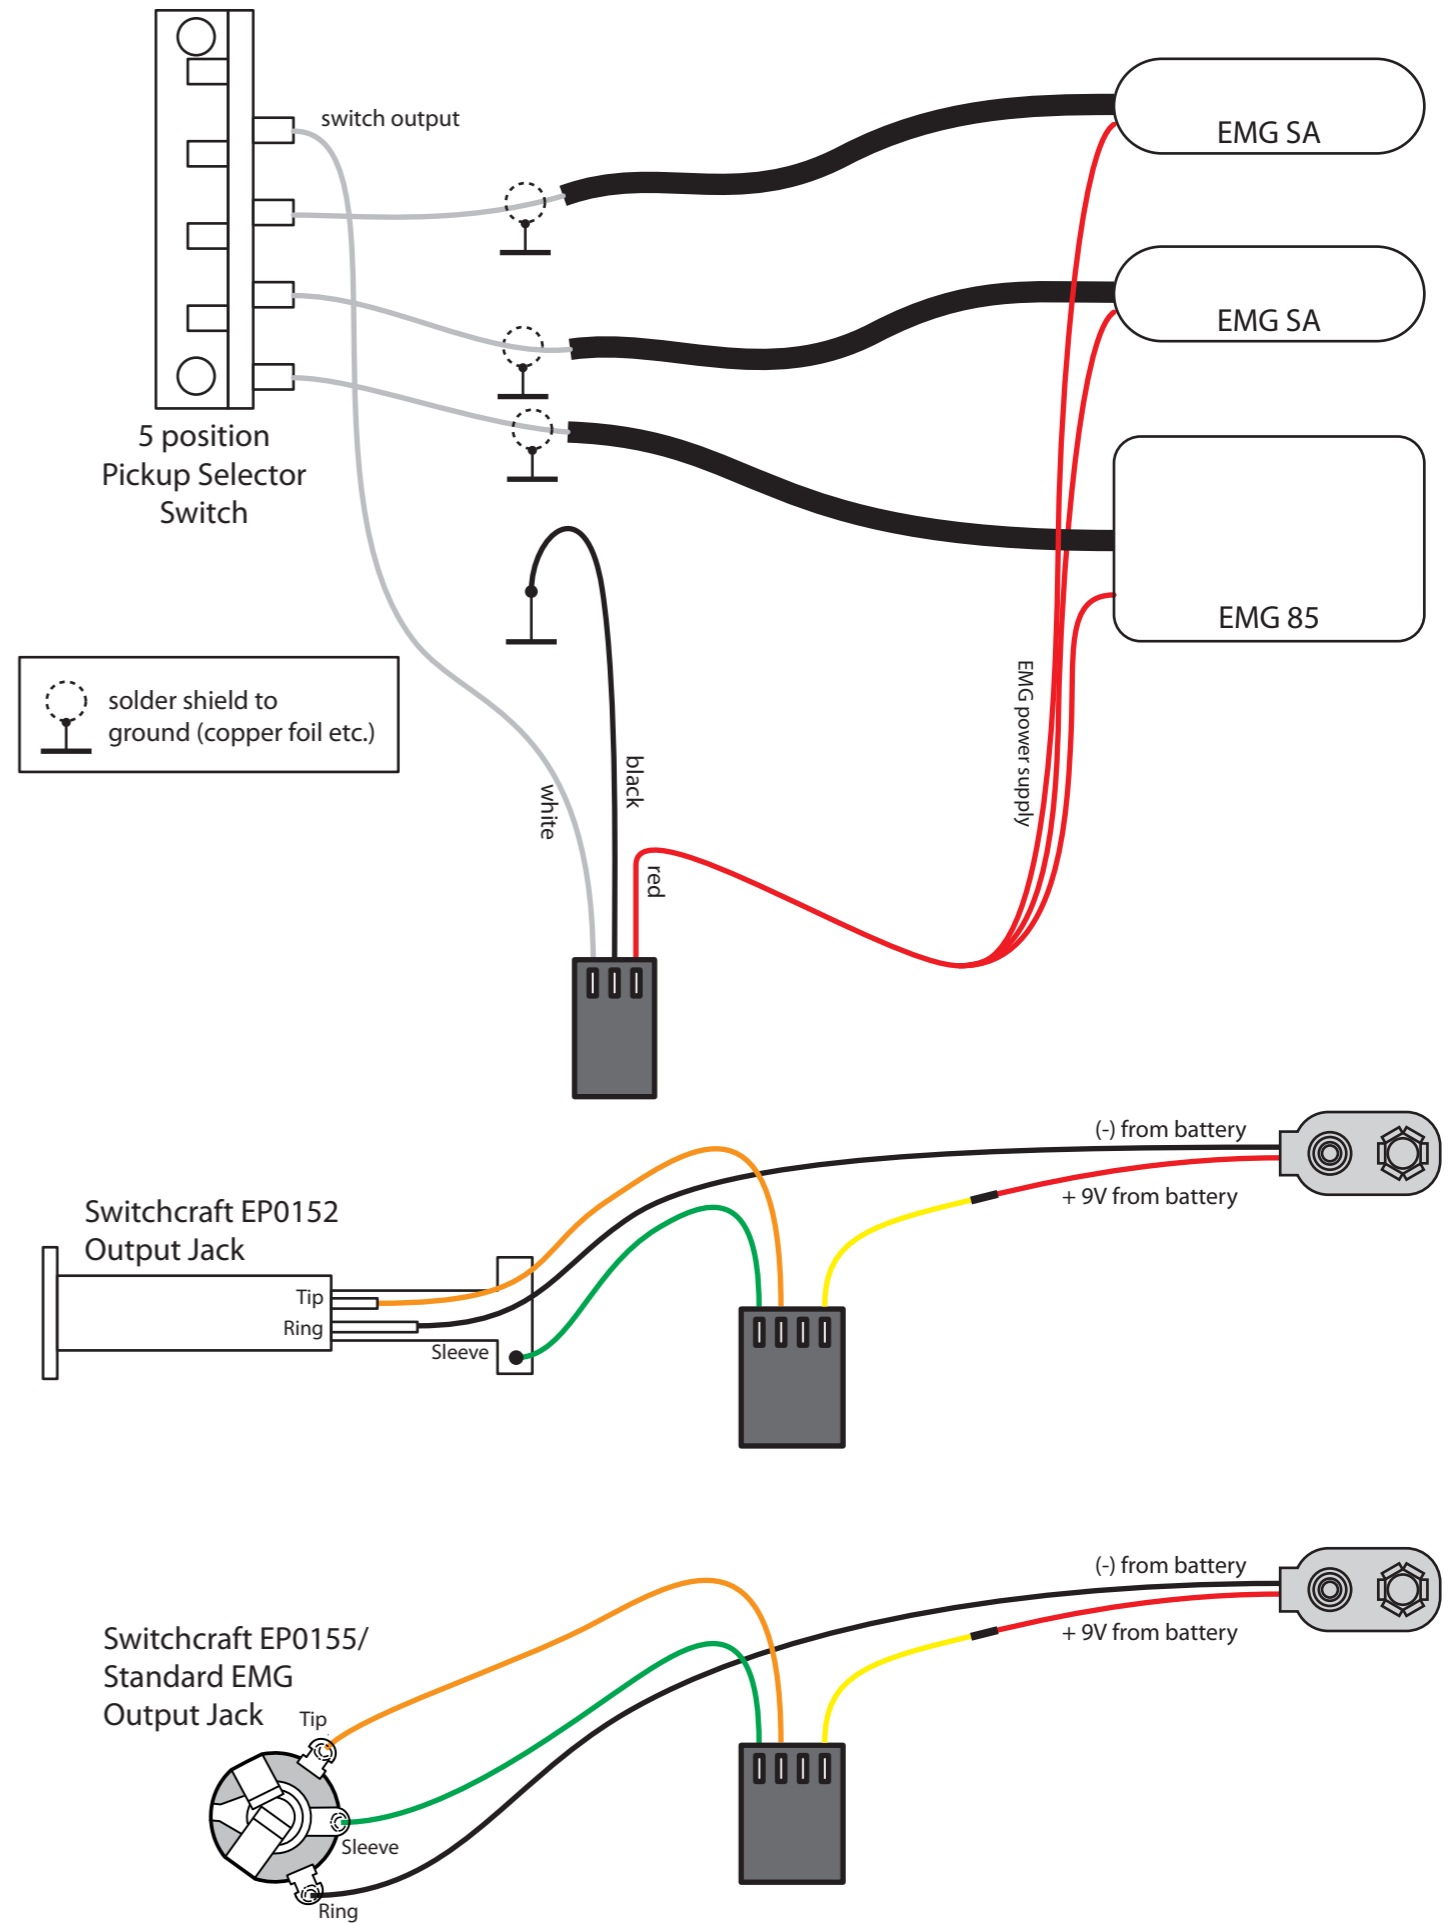 switch output
EMG SA
EMG SA
5 position
Pickup Selector
Switch
EMG 85
solder shield to
ground (copper foil etc.)
EMG power supply
black
white
red
(-) from battery
+ 9V from battery
Switchcraft EP0152
Output Jack
Tip
Ring
Sleeve
(-) from battery
+ 9V from battery
Switchcraft EP0155/
Standard EMG
Output Jack
Tip
Sleeve
Ring